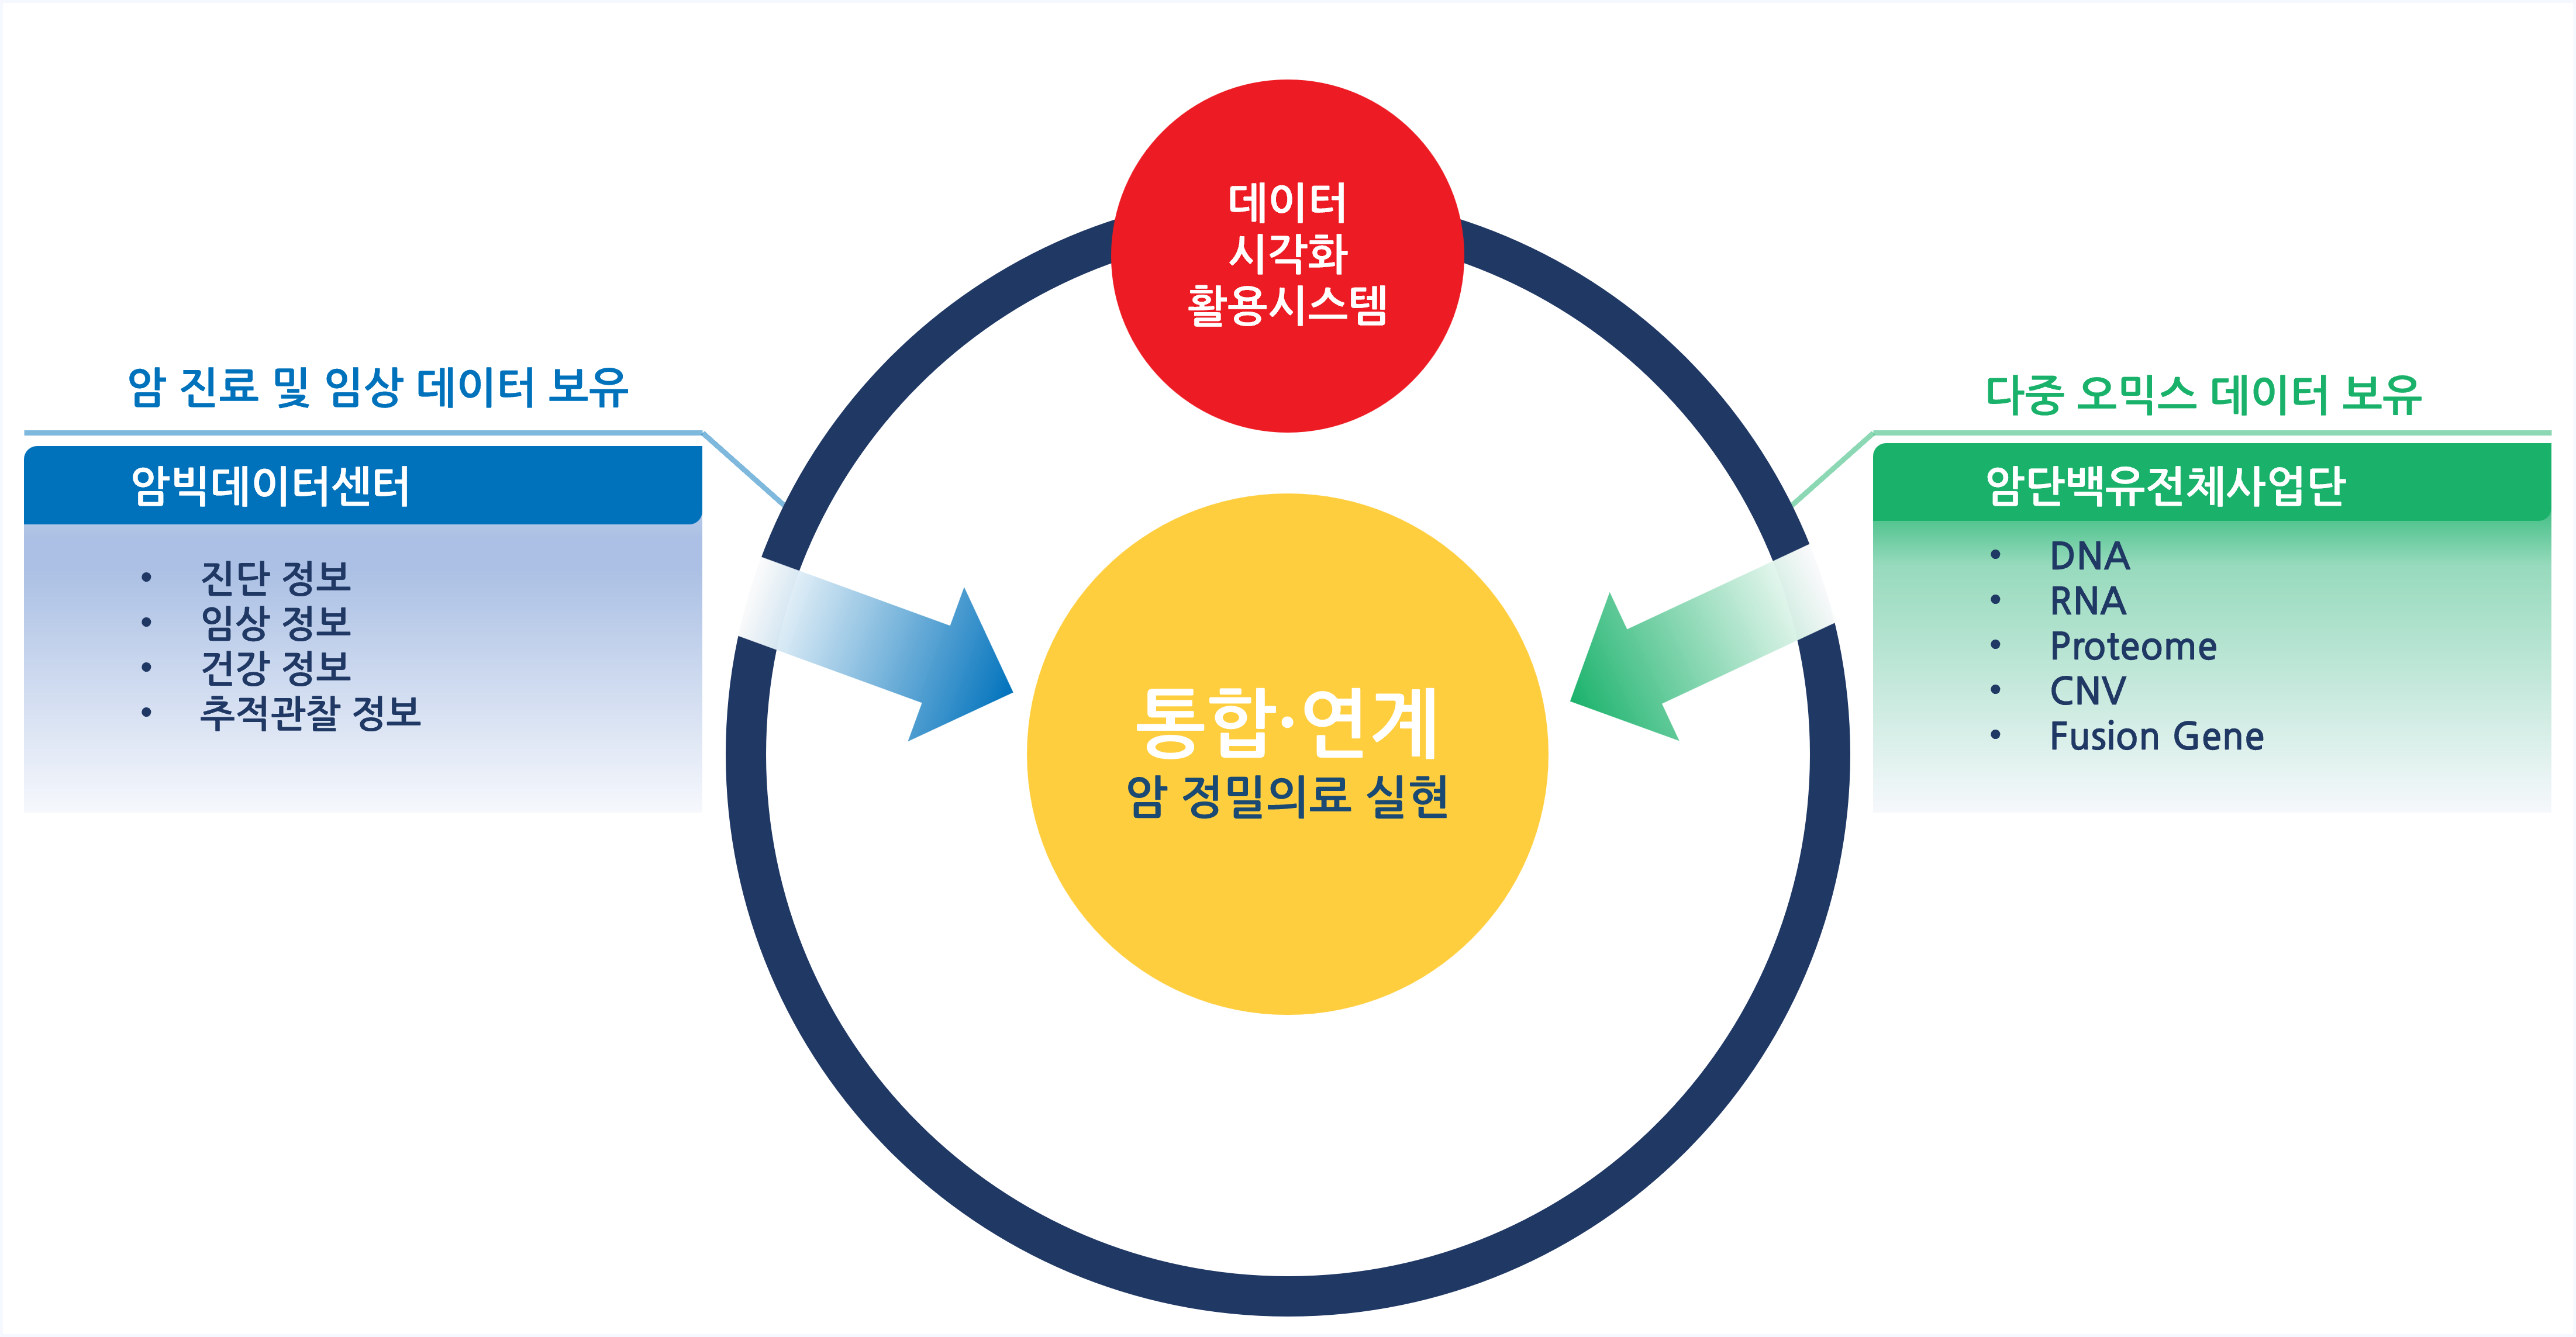 데이터
시각화
활용시스템
암 진료 및 임상 데이터 보유
암빅데이터센터
• 진단 정보
• 임상 정보
• 건강 정보
• 추적관찰 정보
통합·연계
암 정밀의료 실현
다중 오믹스 데이터 보유
암단백유전체사업단
• DNA
• RNA
• Proteome
• CNV
• Fusion Gene